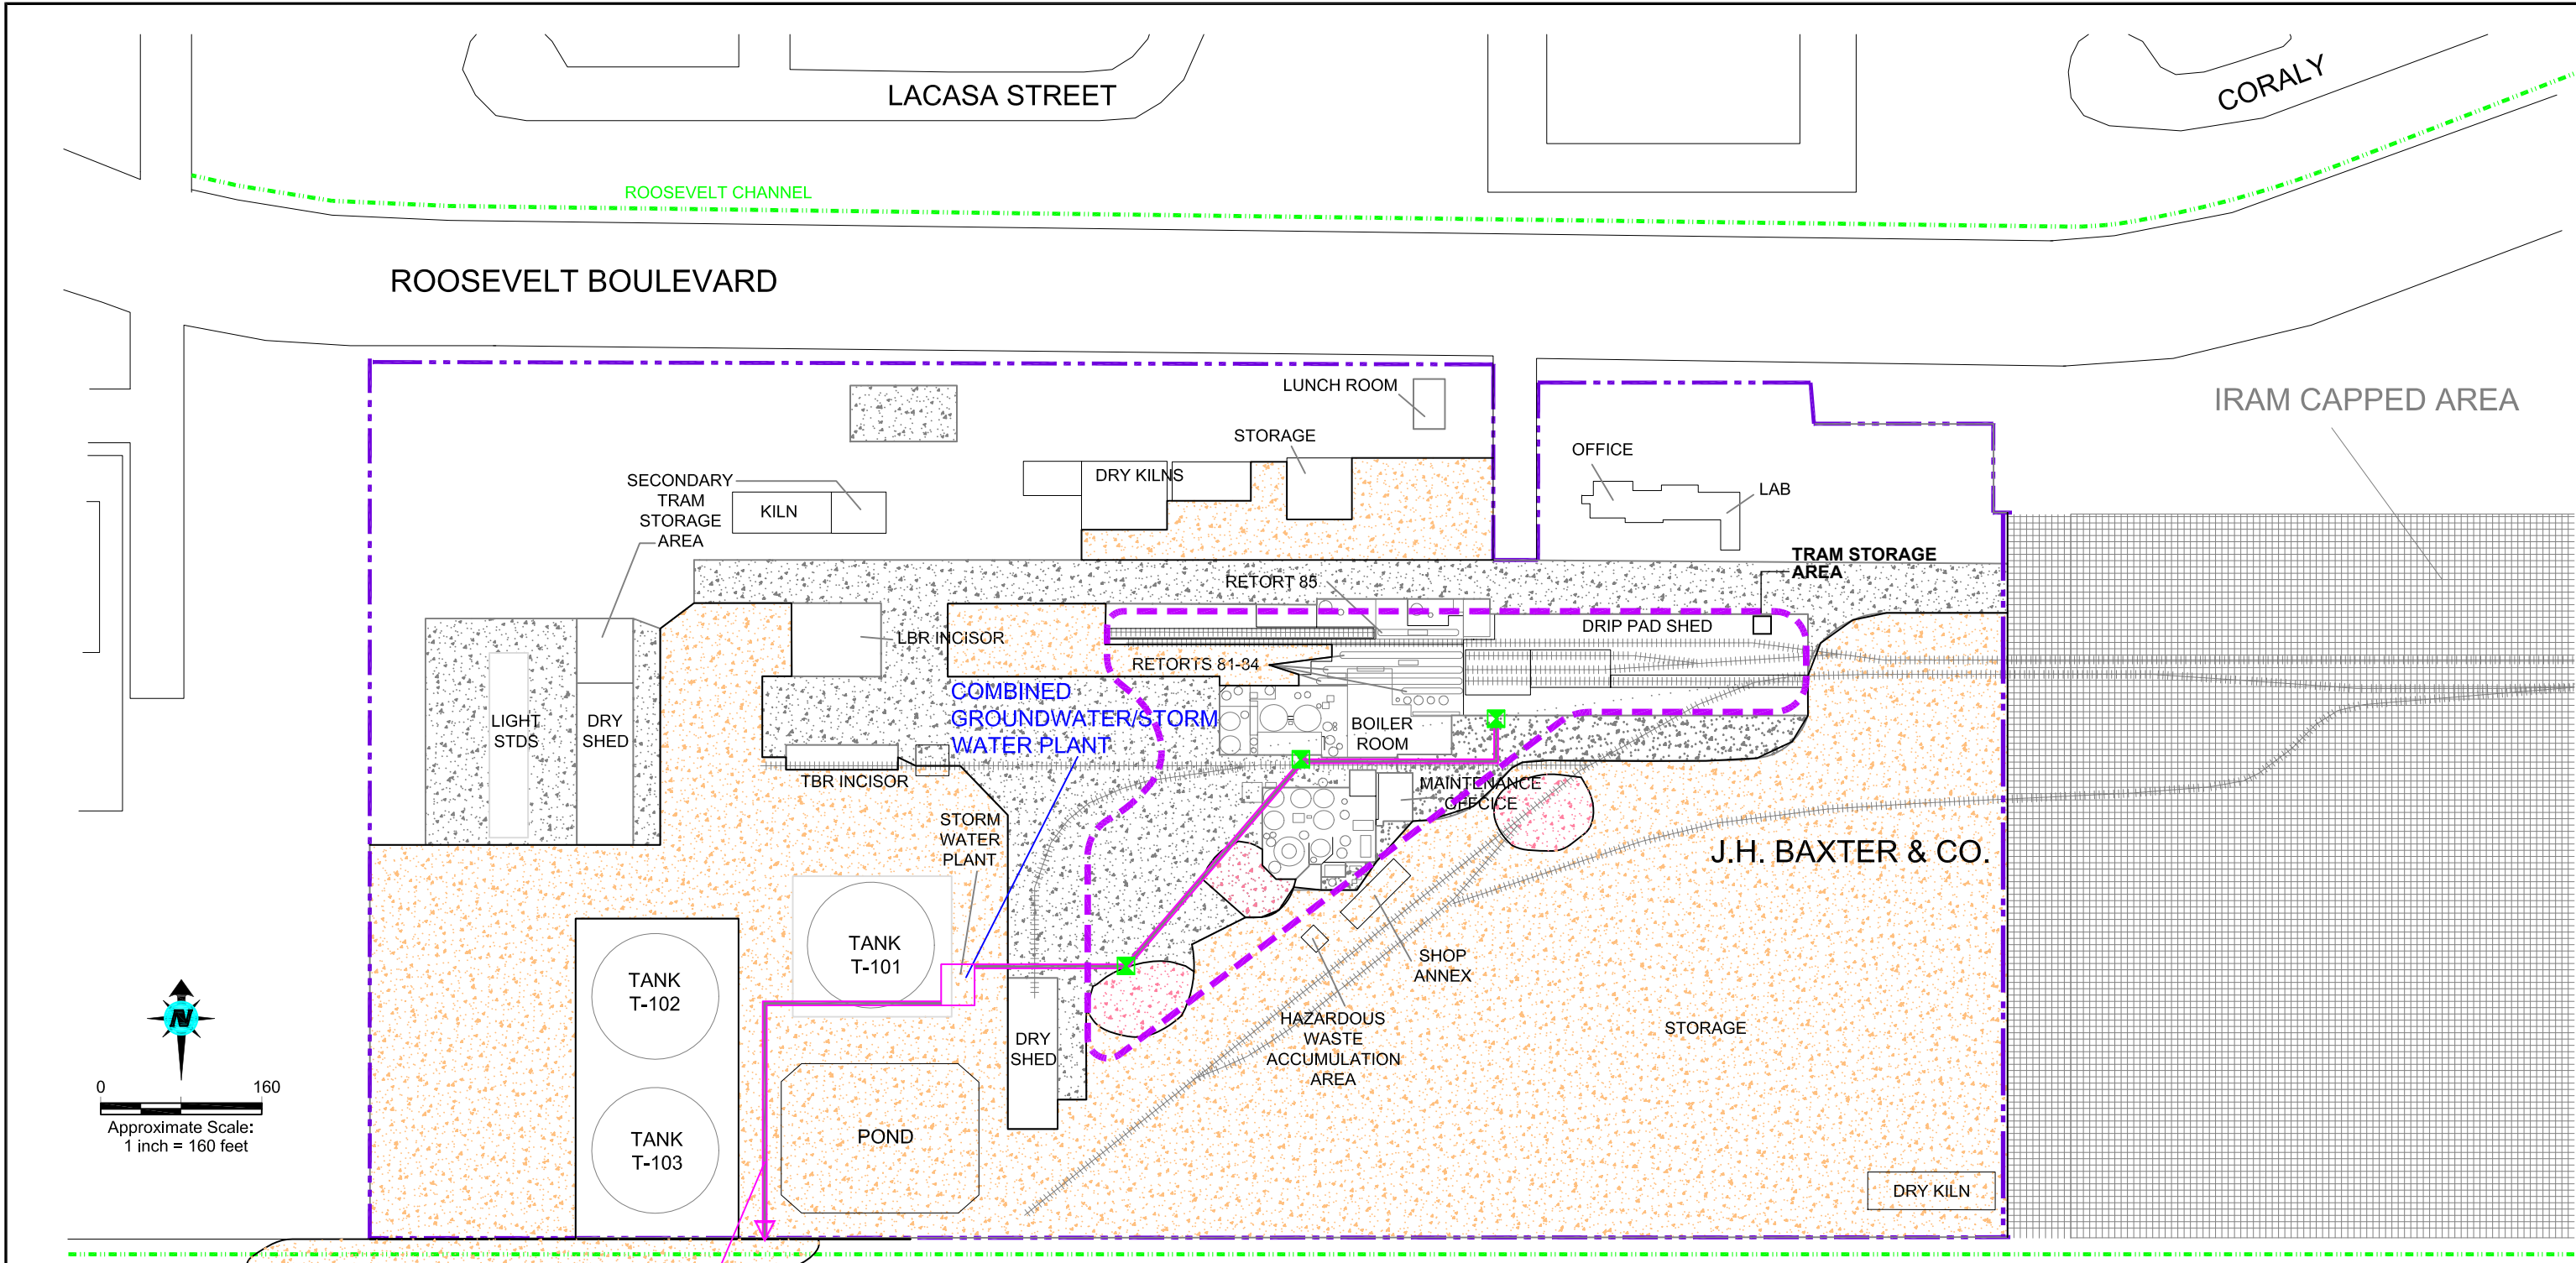 LACASA STREET
CORALY
ROOSEVELT CHANNEL
ROOSEVELT BOULEVARD
IRAM CAPPED AREA
LUNCH ROOM
STORAGE
OFFICE
LAB
DRY KILNS
SECONDARY
TRAM
STORAGE
AREA
KILN
TRAM STORAGE
AREA
RETORT 85
DRIP PAD SHED
LBR INCISOR
RETORTS 81-84
COMBINED
GROUNDWATER/STORM
WATER PLANT
LIGHT
STDS
DRY
SHED
BOILER
ROOM
TBR INCISOR
MAINTENANCE
OFFCICE
STORM
WATER
PLANT
J.H. BAXTER & CO.
TANK
T-101
TANK
T-102
SHOP
ANNEX
N
HAZARDOUS
WASTE
ACCUMULATION
AREA
STORAGE
DRY
SHED
0 160
Approximate Scale:
1 inch = 160 feet
TANK
T-103
POND
DRY KILN